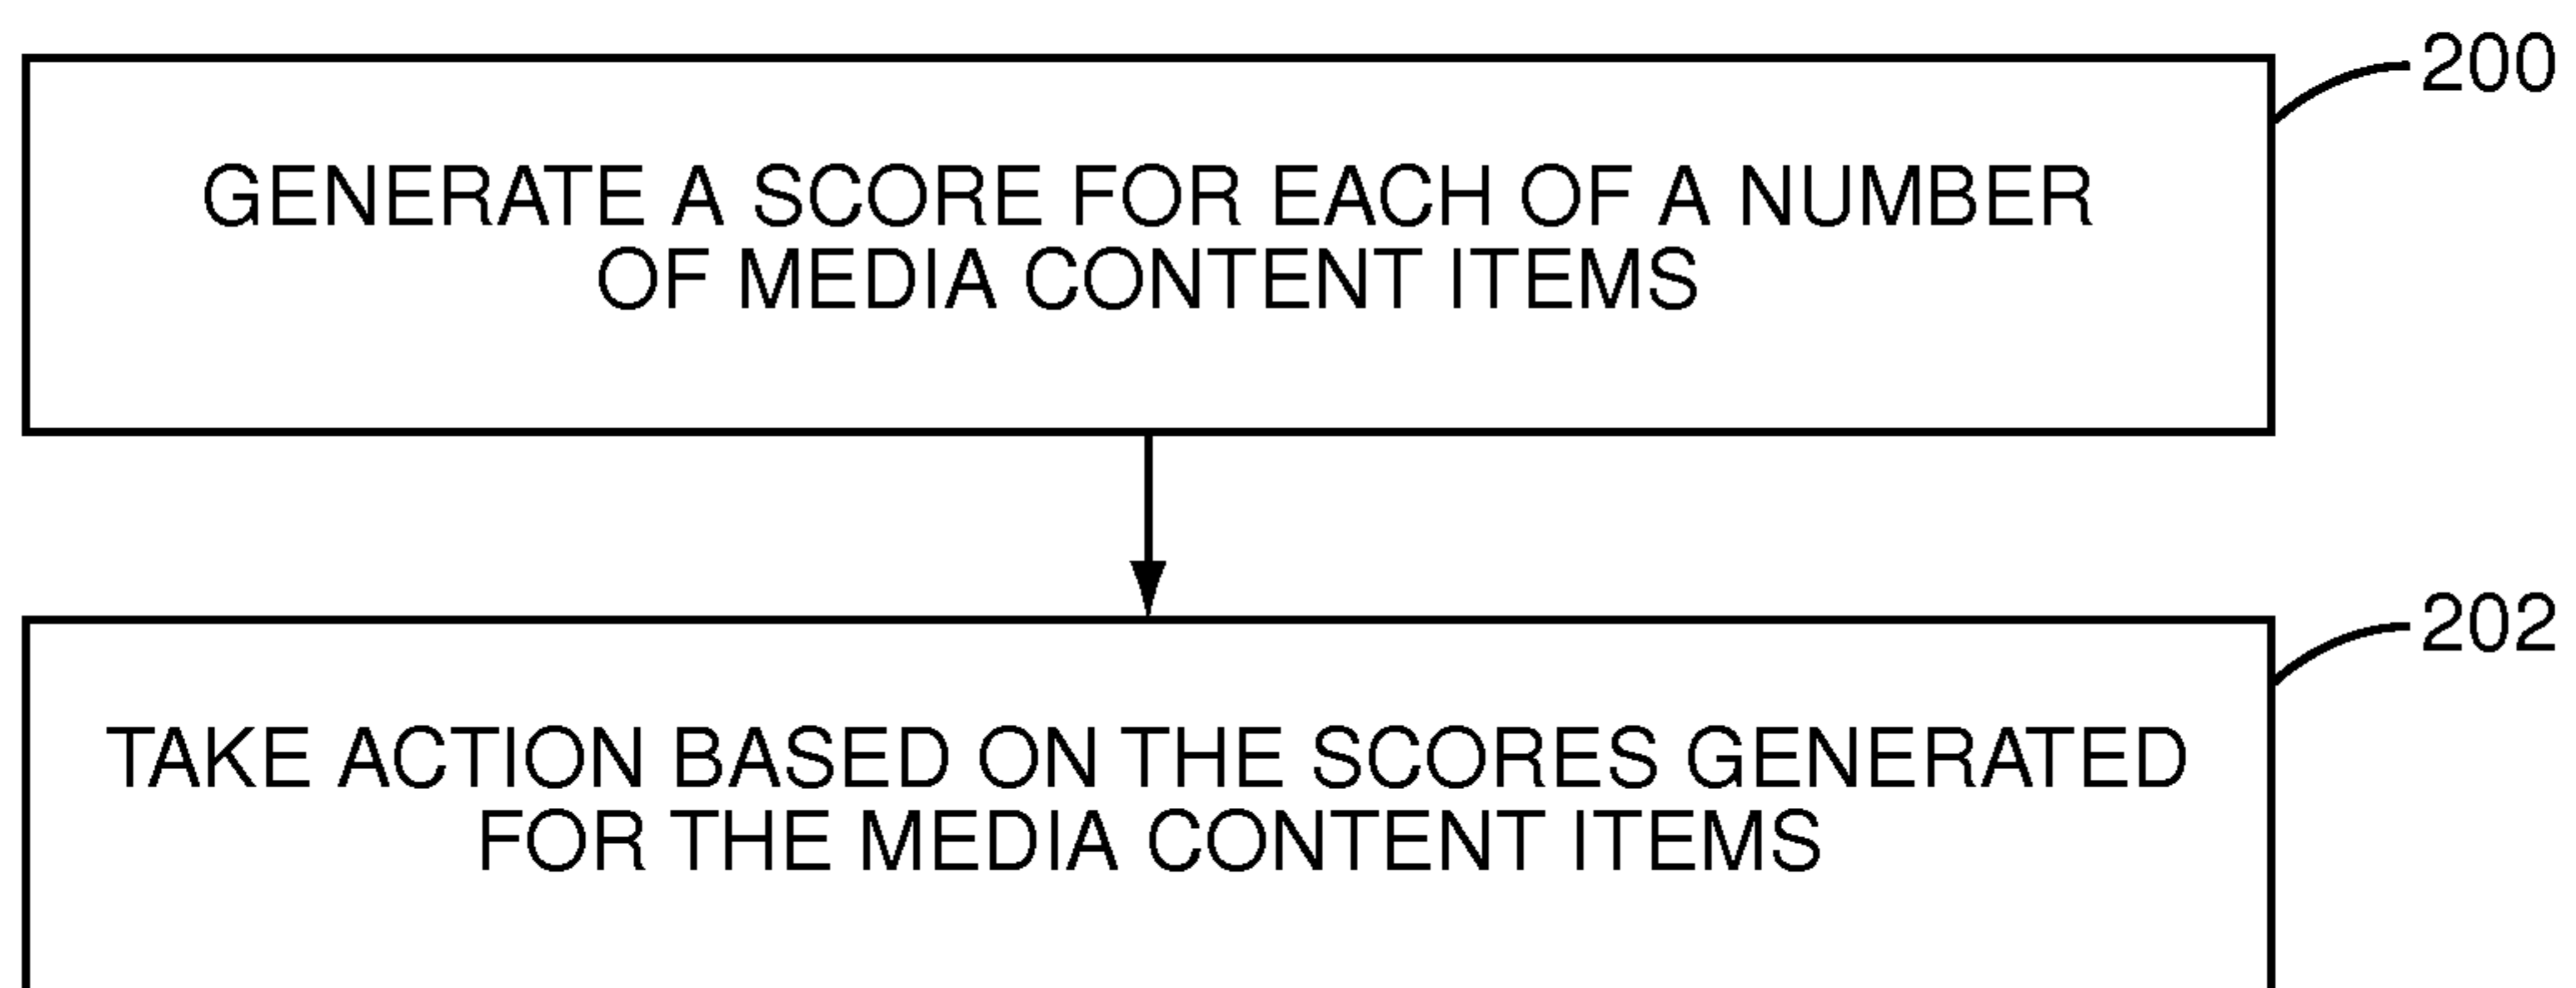 200
GENERATE A SCORE FOR EACH OF A NUMBER
OF MEDIA CONTENT ITEMS
202
TAKE ACTION BASED ON THE SCORES GENERATED
FOR THE MEDIA CONTENT ITEMS